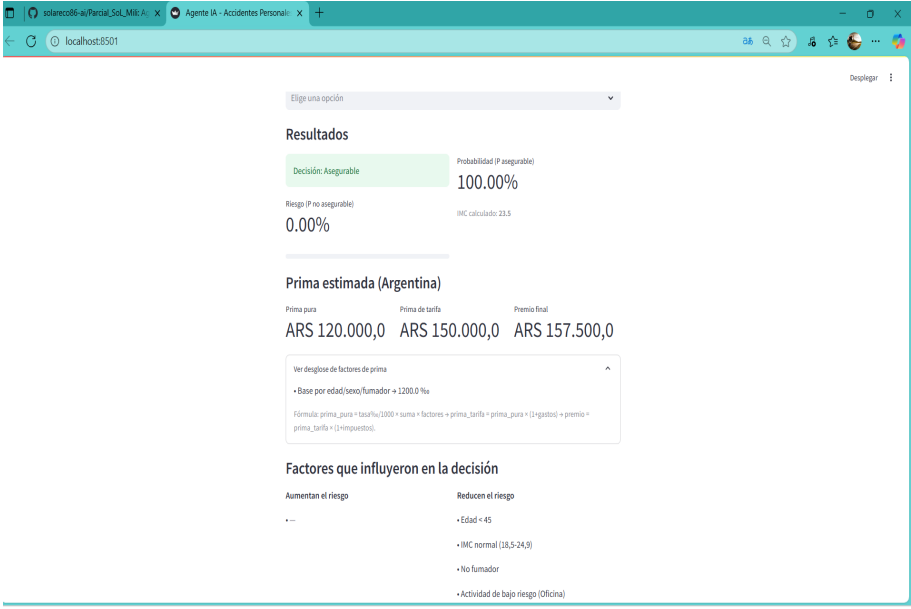 solareco86-ai/Parcial_SoL_Mili: Ag
Agente IA - Accidentes Personale
localhost:8501
Desplegar
Elige una opción
Resultados
Decisión: Asegurable
Probabilidad (P asegurable)
100.00%
IMC calculado: 23.5
Riesgo (P no asegurable)
0.00%
Prima estimada (Argentina)
Prima pura
ARS 120.000,0
Prima de tarifa
ARS 150.000,0
Premio final
ARS 157.500,0
Ver desglose de factores de prima
• Base por edad/sexo/fumador → 1200.0 ‰
Fórmula: prima_pura = tasa‰/1000 × suma × factores → prima_tarifa = prima_pura × (1+gastos) → premio =
prima_tarifa × (1+impuestos).
Factores que influyeron en la decisión
Aumentan el riesgo
• —
Reducen el riesgo
• Edad < 45
• IMC normal (18,5-24,9)
• No fumador
• Actividad de bajo riesgo (Oficina)